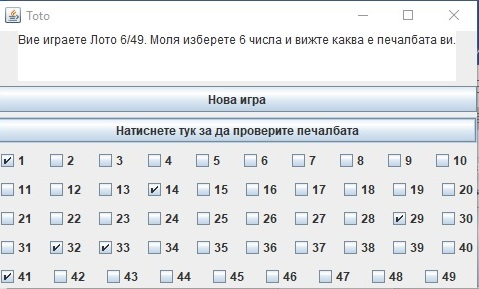 Toto
Вие играете Лото 6/49. Моля изберете 6 числа и вижте каква е печалбата ви.
Нова игра
Натиснете тук за да проверите печалбата
1 2 3 4 5 6 7 8 9 10
11 12 13 14 15 16 17 18 19 20
21 22 23 24 25 26 27 28 29 30
31 32 33 34 35 36 37 38 39 40
41 42 43 44 45 46 47 48 49